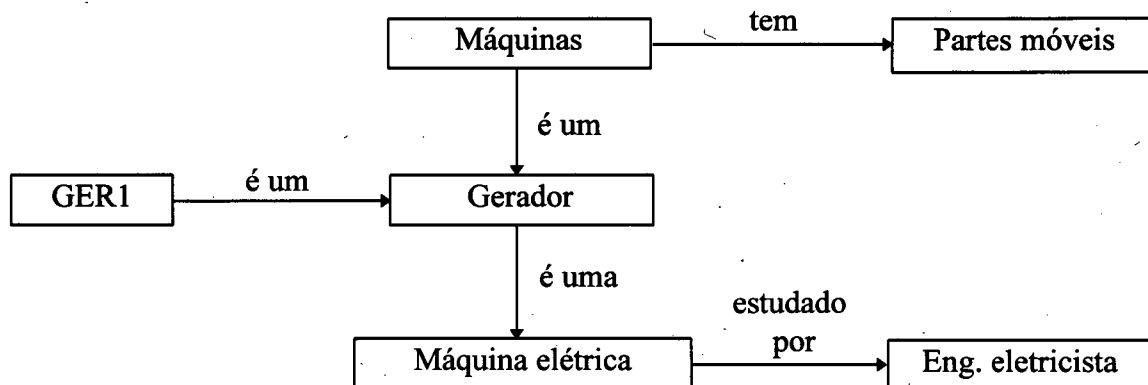 Máquinas
tem
Partes móveis
é um
GER1
é um
Gerador
é uma
estudado
por
Máquina elétrica
Eng. eletricista